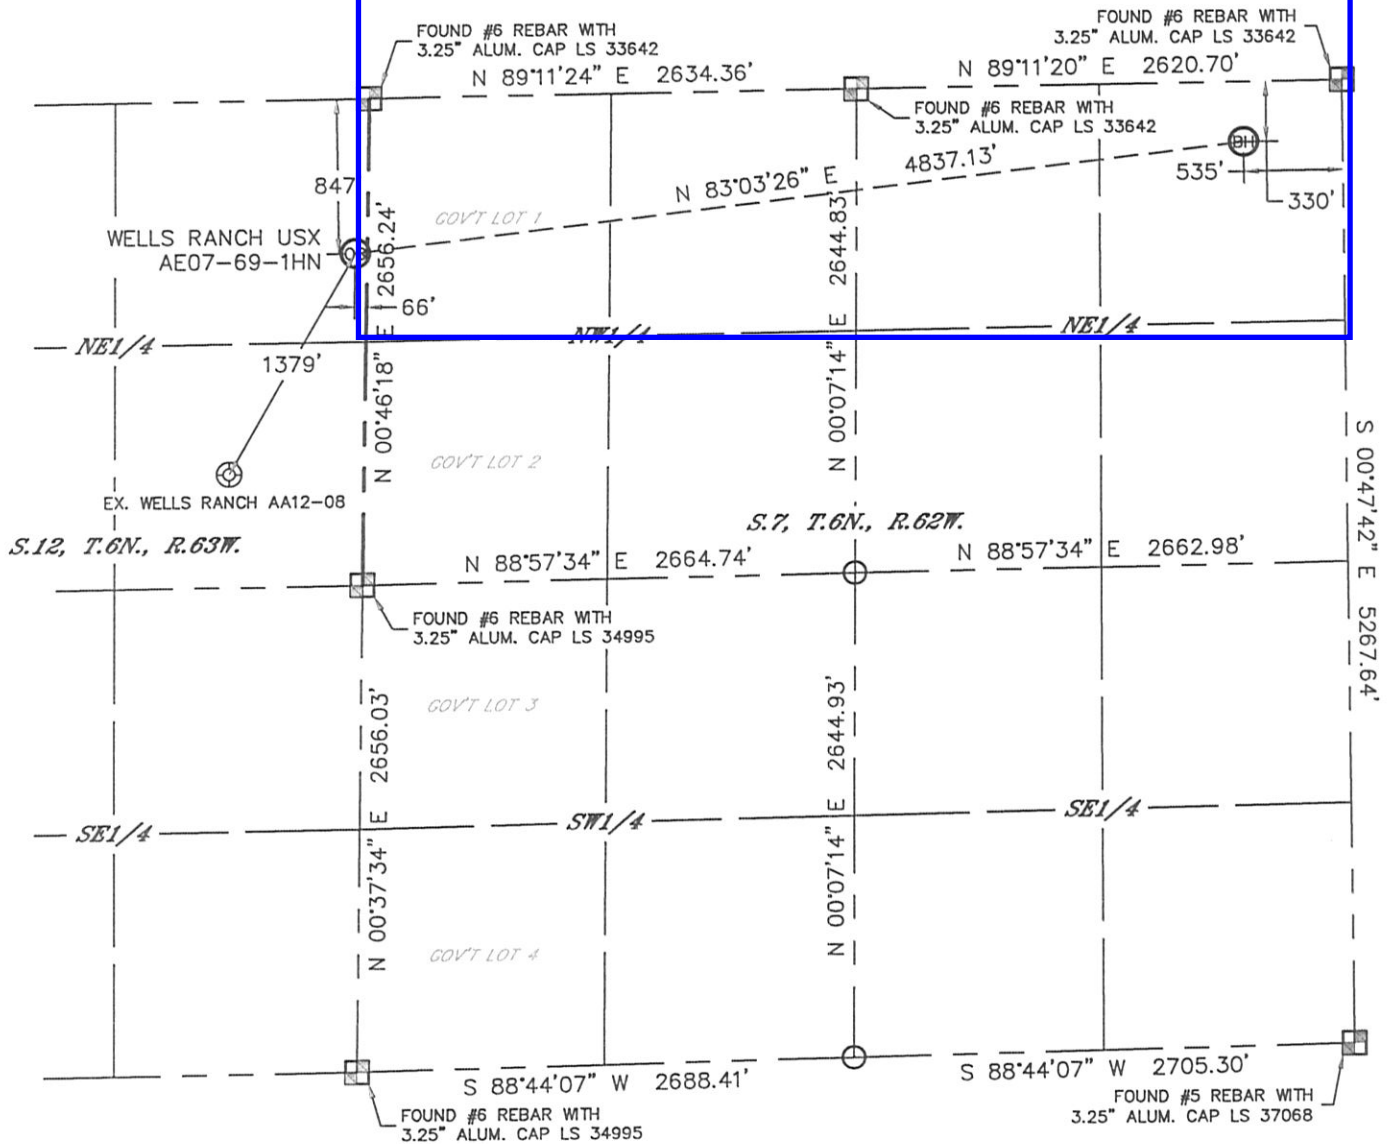 FOUND #6 REBAR WITH
3.25" ALUM. CAP LS 33642
FOUND #6 REBAR WITH
3.25" ALUM. CAP LS 33642
N 89°11'24" E 2634.36'
N 89°11'20" E 2620.70'
FOUND #6 REBAR WITH
3.25" ALUM. CAP LS 33642
BH
4837.13'
535'
847
N 83°03'26" E
330'
GOV'T LOT 1
WELLS RANCH USX
AE07-69-1HN
66'
N 00°46'18" E 2656.24'
N 00°07'14" E 2644.83'
NE1/4
NW1/4
NE1/4
1379'
GOV'T LOT 2
EX. WELLS RANCH AA12-08
S 00°47'42" E 5267.64'
S.12, T.6N., R.63W.
S.7, T.6N., R.62W.
N 88°57'34" E 2664.74'
N 88°57'34" E 2662.98'
FOUND #6 REBAR WITH
3.25" ALUM. CAP LS 34995
GOV'T LOT 3
N 00°37'34" E 2656.03'
N 00°07'14" E 2644.93'
SE1/4
SW1/4
SE1/4
GOV'T LOT 4
S 88°44'07" W 2688.41'
S 88°44'07" W 2705.30'
FOUND #6 REBAR WITH
3.25" ALUM. CAP LS 34995
FOUND #5 REBAR WITH
3.25" ALUM. CAP LS 37068